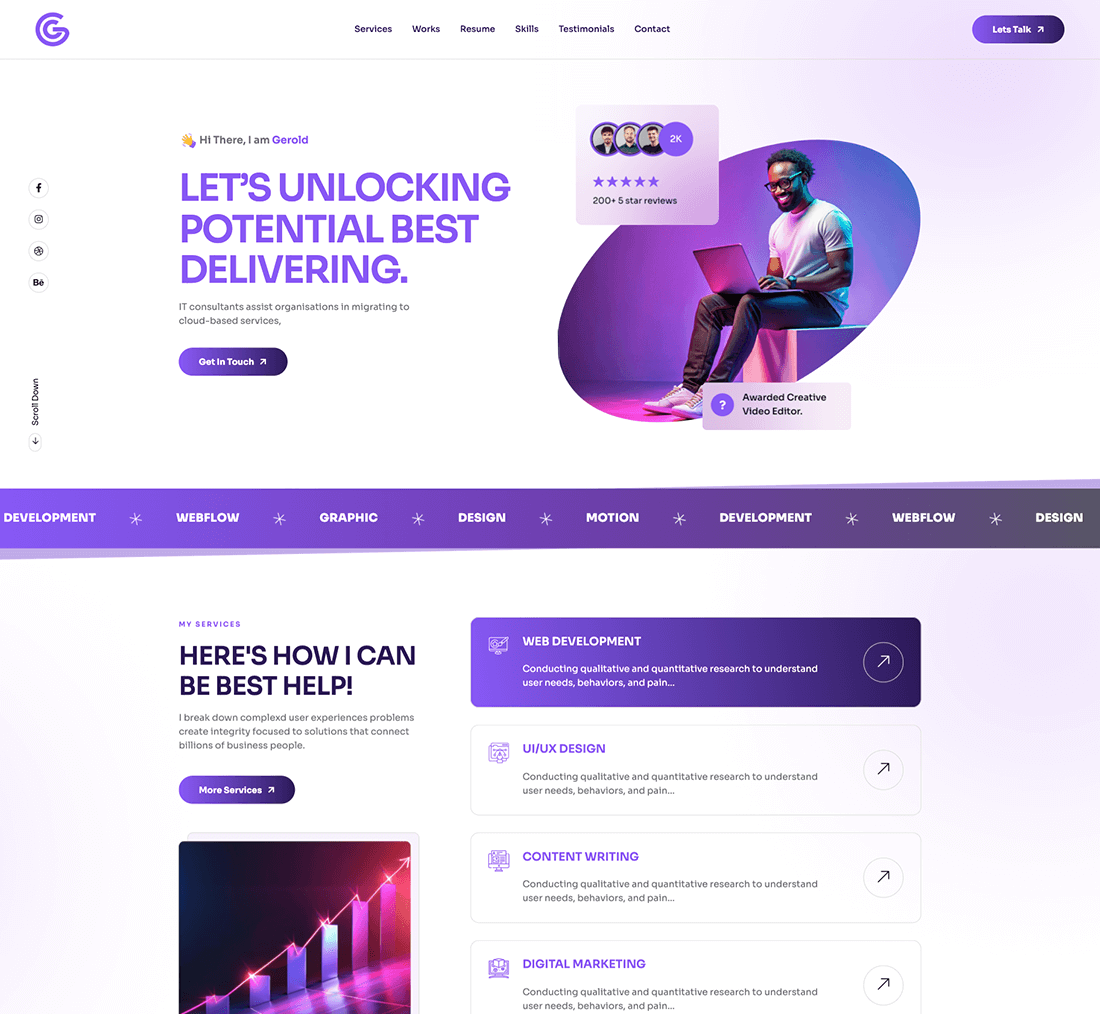 Services Works Resume Skills Testimonials Contact
Lets Talk
👋 Hi There, I am Gerold
LET’S UNLOCKING
POTENTIAL BEST
DELIVERING.
IT consultants assist organisations in migrating to
cloud-based services,
Get In Touch
Bē
Scroll Down
2K
200+ 5 star reviews
?
Awarded Creative
Video Editor.
DEVELOPMENT WEBFLOW GRAPHIC DESIGN MOTION DEVELOPMENT WEBFLOW DESIGN
MY SERVICES
HERE'S HOW I CAN
BE BEST HELP!
I break down complexd user experiences problems
create integrity focused to solutions that connect
billions of business people.
More Services
WEB DEVELOPMENT
Conducting qualitative and quantitative research to understand
user needs, behaviors, and pain...
UI/UX DESIGN
Conducting qualitative and quantitative research to understand
user needs, behaviors, and pain...
CONTENT WRITING
Conducting qualitative and quantitative research to understand
user needs, behaviors, and pain...
DIGITAL MARKETING
Conducting qualitative and quantitative research to understand
user needs, behaviors, and pain...